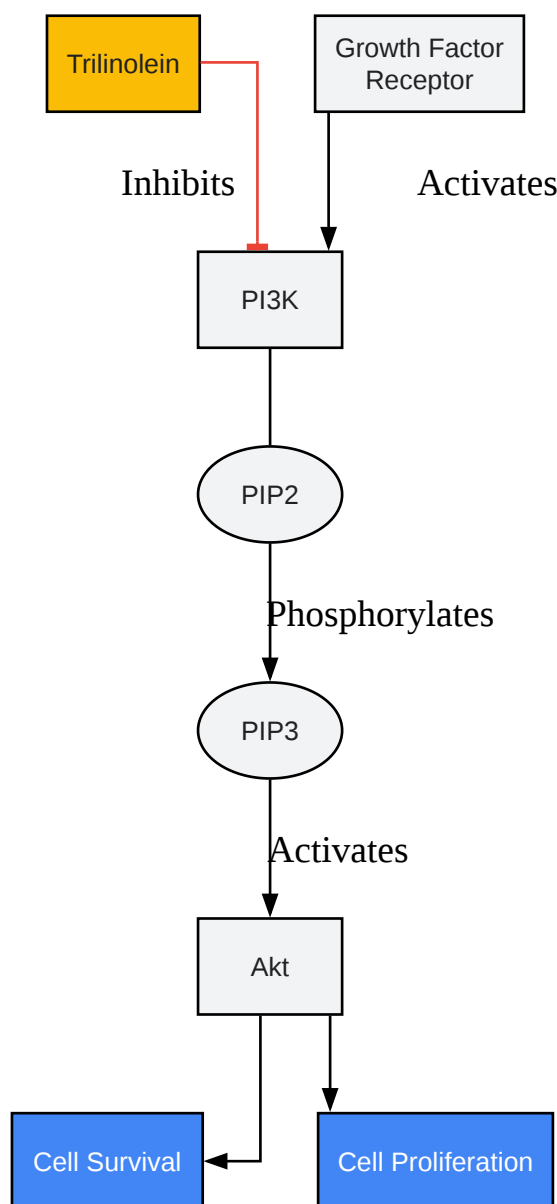 Trilinolein
Growth Factor
Receptor
Inhibits
Activates
PI3K
PIP2
Phosphorylates
PIP3
Activates
Akt
Cell Survival
Cell Proliferation